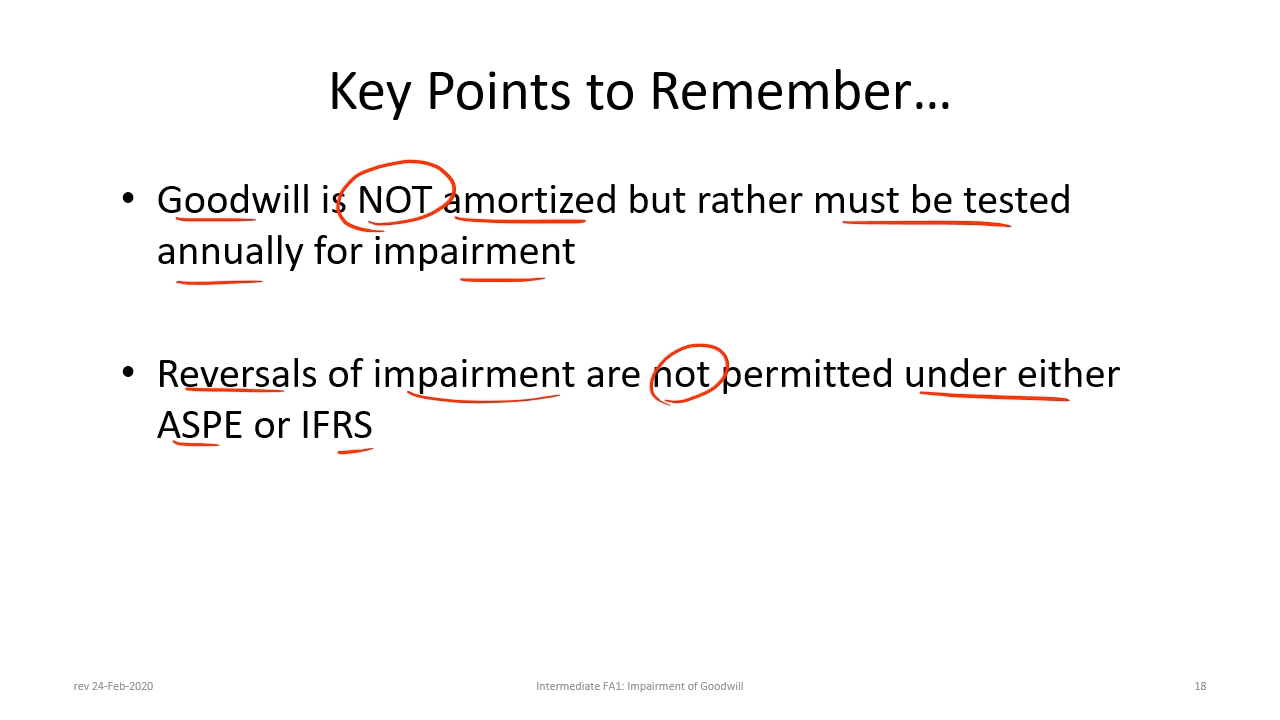 Key Points to Remember…
• Goodwill is NOT amortized but rather must be tested
annually for impairment
• Reversals of impairment are not permitted under either
ASPE or IFRS
rev 24-Feb-2020
Intermediate FA1: Impairment of Goodwill
18